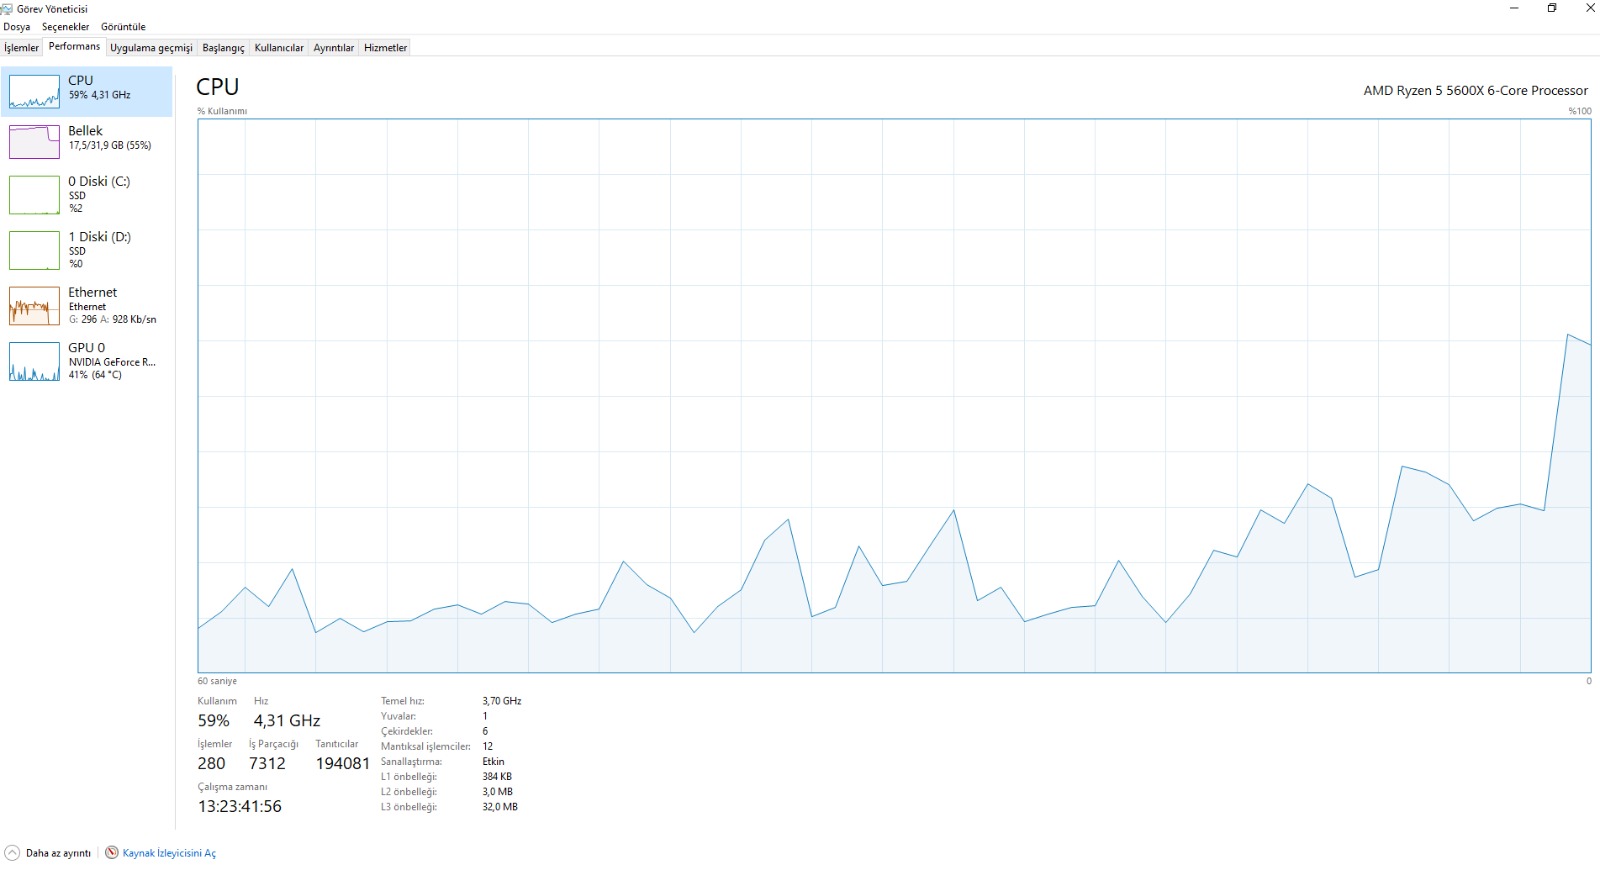 Görev Yöneticisi
Dosya Seçenekler Görüntüle
İşlemler Performans Uygulama geçmişi Başlangıç Kullanıcılar Ayrıntılar Hizmetler
CPU
59% 4,31 GHz
Bellek
17,5/31,9 GB (55%)
0 Diski (C:)
SSD
%2
1 Diski (D:)
SSD
%0
Ethernet
Ethernet
G: 296 A: 928 Kb/sn
GPU 0
NVIDIA GeForce R...
41% (64 °C)
CPU
AMD Ryzen 5 5600X 6-Core Processor
% Kullanımı %100
60 saniye 0
Kullanım Hız
59% 4,31 GHz
İşlemler İş Parçacığı Tanıtıcılar
280 7312 194081
Çalışma zamanı
13:23:41:56
Temel hız: 3,70 GHz
Yuvalar: 1
Çekirdekler: 6
Mantıksal işlemciler: 12
Sanallaştırma: Etkin
L1 önbelleği: 384 KB
L2 önbelleği: 3,0 MB
L3 önbelleği: 32,0 MB
Daha az ayrıntı Kaynak İzleyicisini Aç